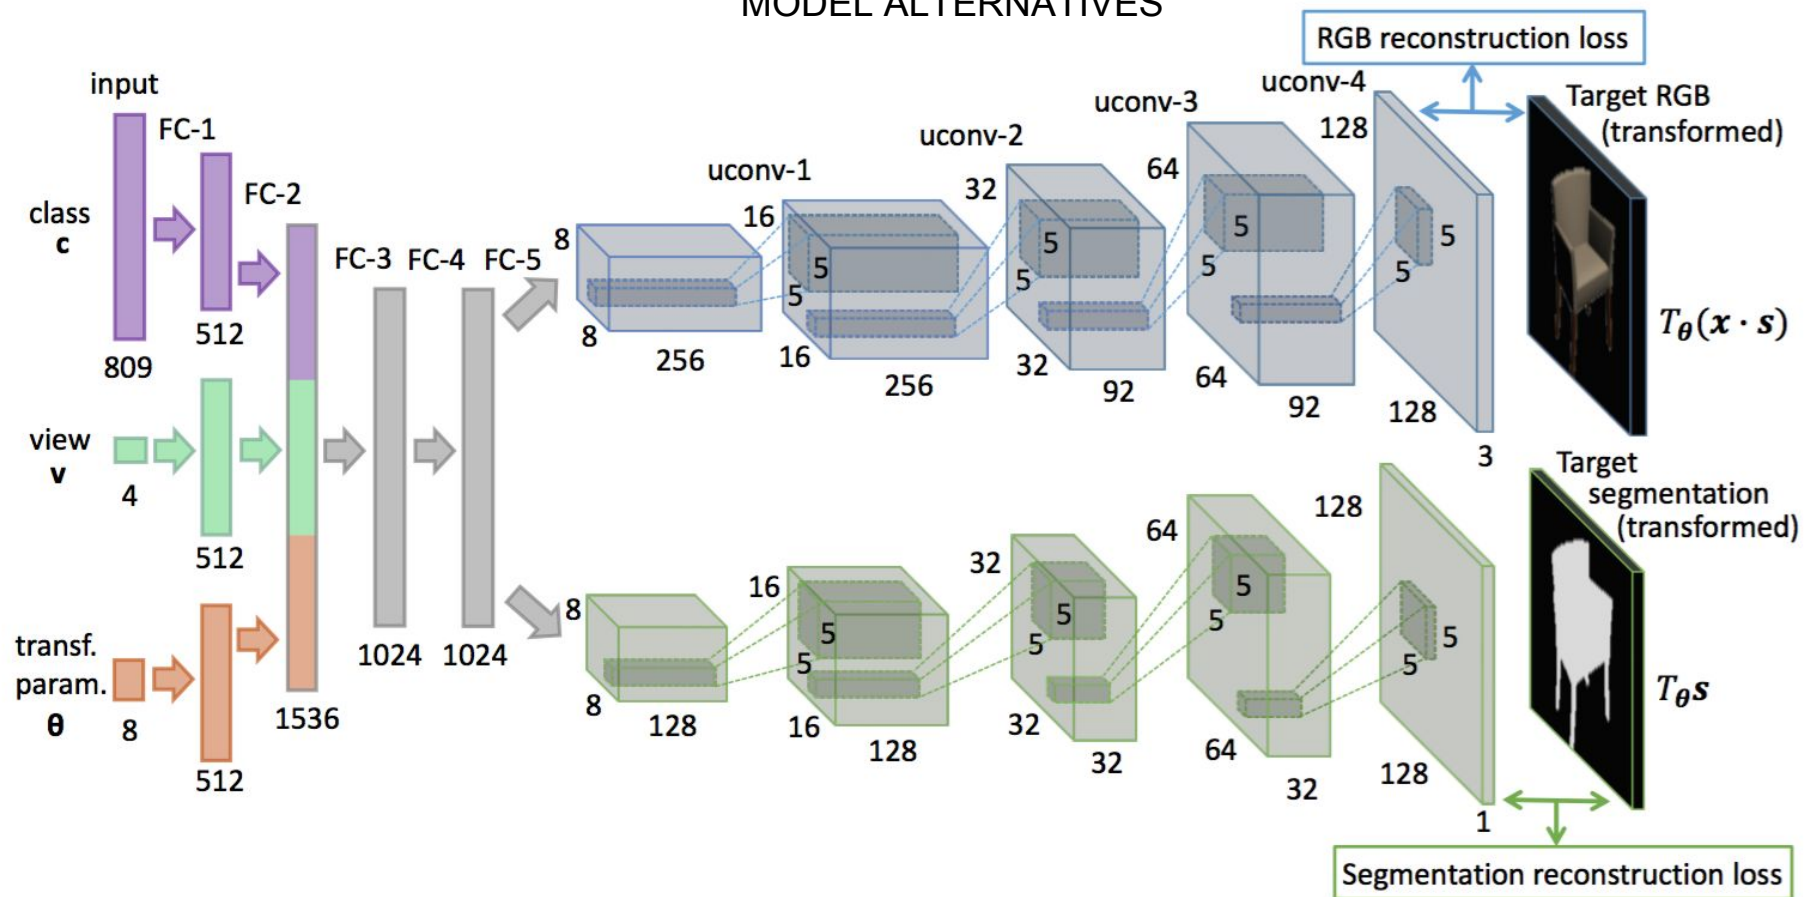 MODEL ALTERNATIVES
RGB reconstruction loss
input
FC-1
FC-2
FC-3 FC-4 FC-5
uconv-1
uconv-2
uconv-3
uconv-4
Target RGB
(transformed)
class
c
809
512
view
v
4
512
transf.
param.
θ
8
512
1536
1024 1024
8
8
256
16
5
5
16
256
32
5
5
32
92
64
5
5
64
92
128
5
5
128
3
T_θ(x · s)
8
8
128
16
5
5
16
128
32
5
5
32
32
64
5
5
64
32
128
5
5
128
1
Target
segmentation
(transformed)
T_θ s
Segmentation reconstruction loss